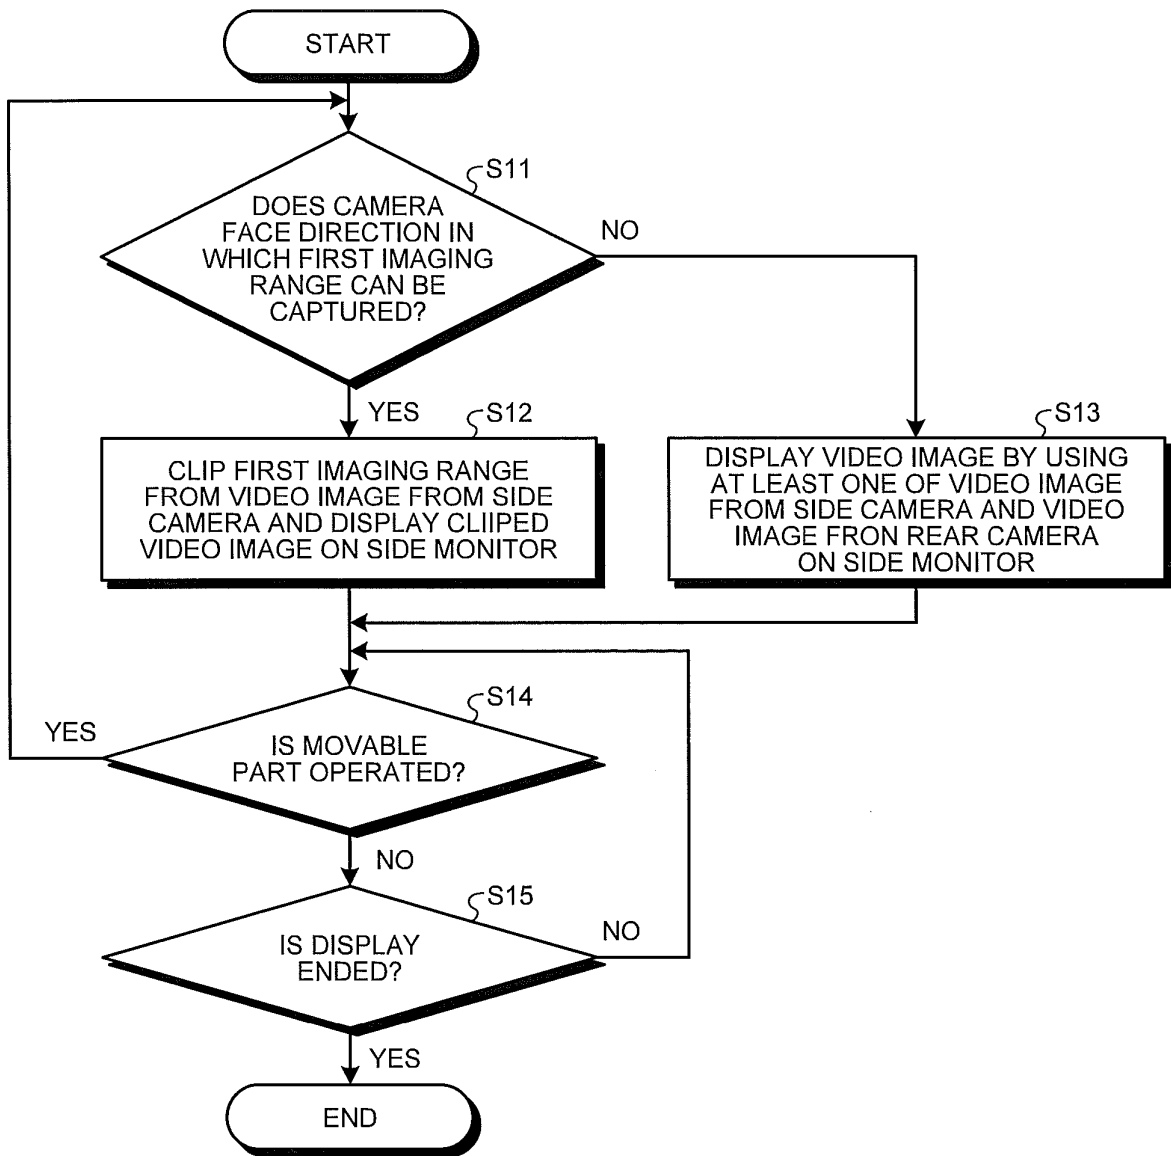 START
S11
DOES CAMERA
FACE DIRECTION IN
WHICH FIRST IMAGING
RANGE CAN BE
CAPTURED?
NO
YES
S12
CLIP FIRST IMAGING RANGE
FROM VIDEO IMAGE FROM SIDE
CAMERA AND DISPLAY CLIIPED
VIDEO IMAGE ON SIDE MONITOR
S13
DISPLAY VIDEO IMAGE BY USING
AT LEAST ONE OF VIDEO IMAGE
FROM SIDE CAMERA AND VIDEO
IMAGE FRON REAR CAMERA
ON SIDE MONITOR
S14
YES
IS MOVABLE
PART OPERATED?
NO
S15
IS DISPLAY
ENDED?
NO
YES
END